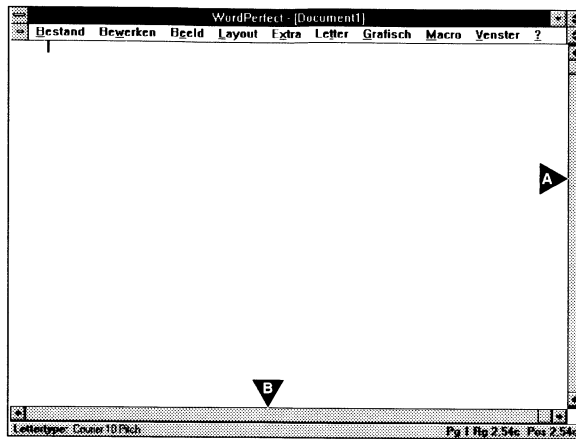 WordPerfect - [Document1]
Bestand Bewerken Beeld Layout Extra Letter Grafisch Macro Venster ?
A
B
Lettertype: Courier 10 Pitch Pg 1 Rg 2.54c Pos 2.54c